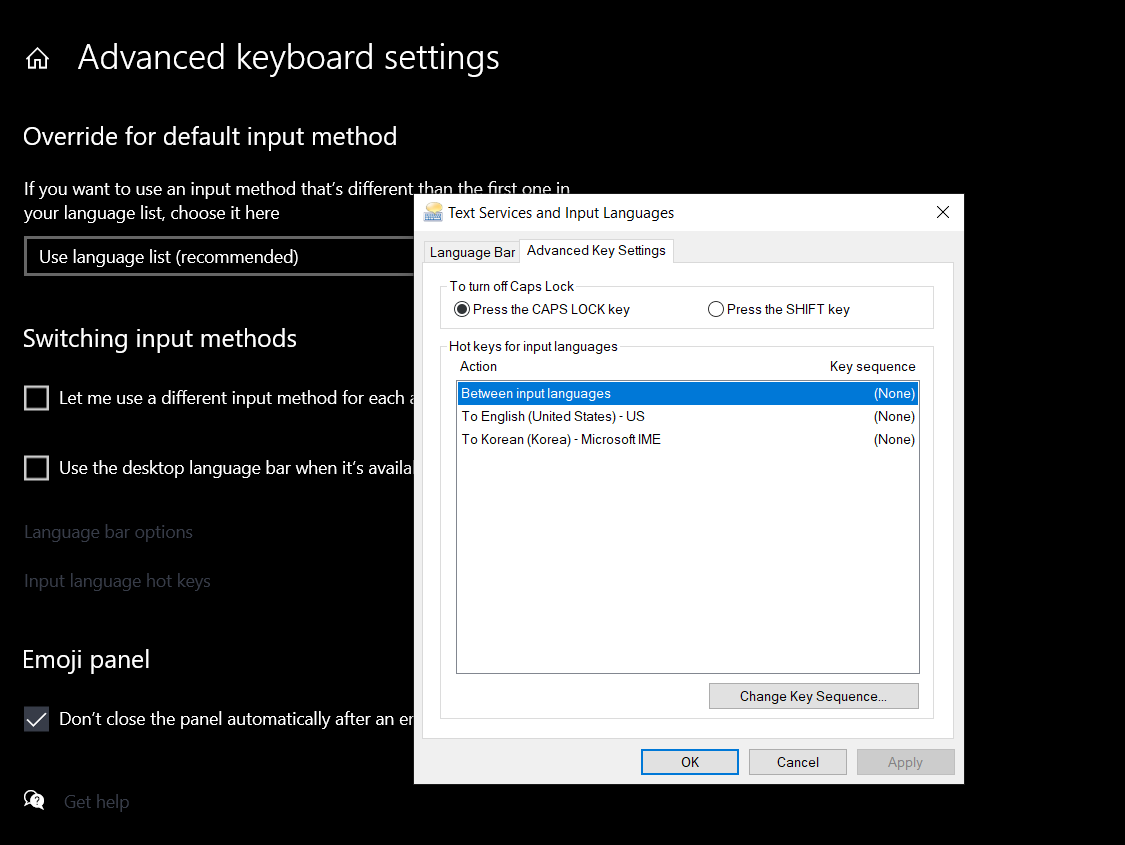 Advanced keyboard settings
Override for default input method
If you want to use an input method that's different than the first one in
your language list, choose it here
Use language list (recommended)
Switching input methods
Let me use a different input method for each a
Use the desktop language bar when it's availa
Language bar options
Input language hot keys
Emoji panel
Don't close the panel automatically after an em
Get help
Text Services and Input Languages
Language Bar
Advanced Key Settings
To turn off Caps Lock
Press the CAPS LOCK key
Press the SHIFT key
Hot keys for input languages
Action Key sequence
Between input languages (None)
To English (United States) - US (None)
To Korean (Korea) - Microsoft IME (None)
Change Key Sequence...
OK
Cancel
Apply